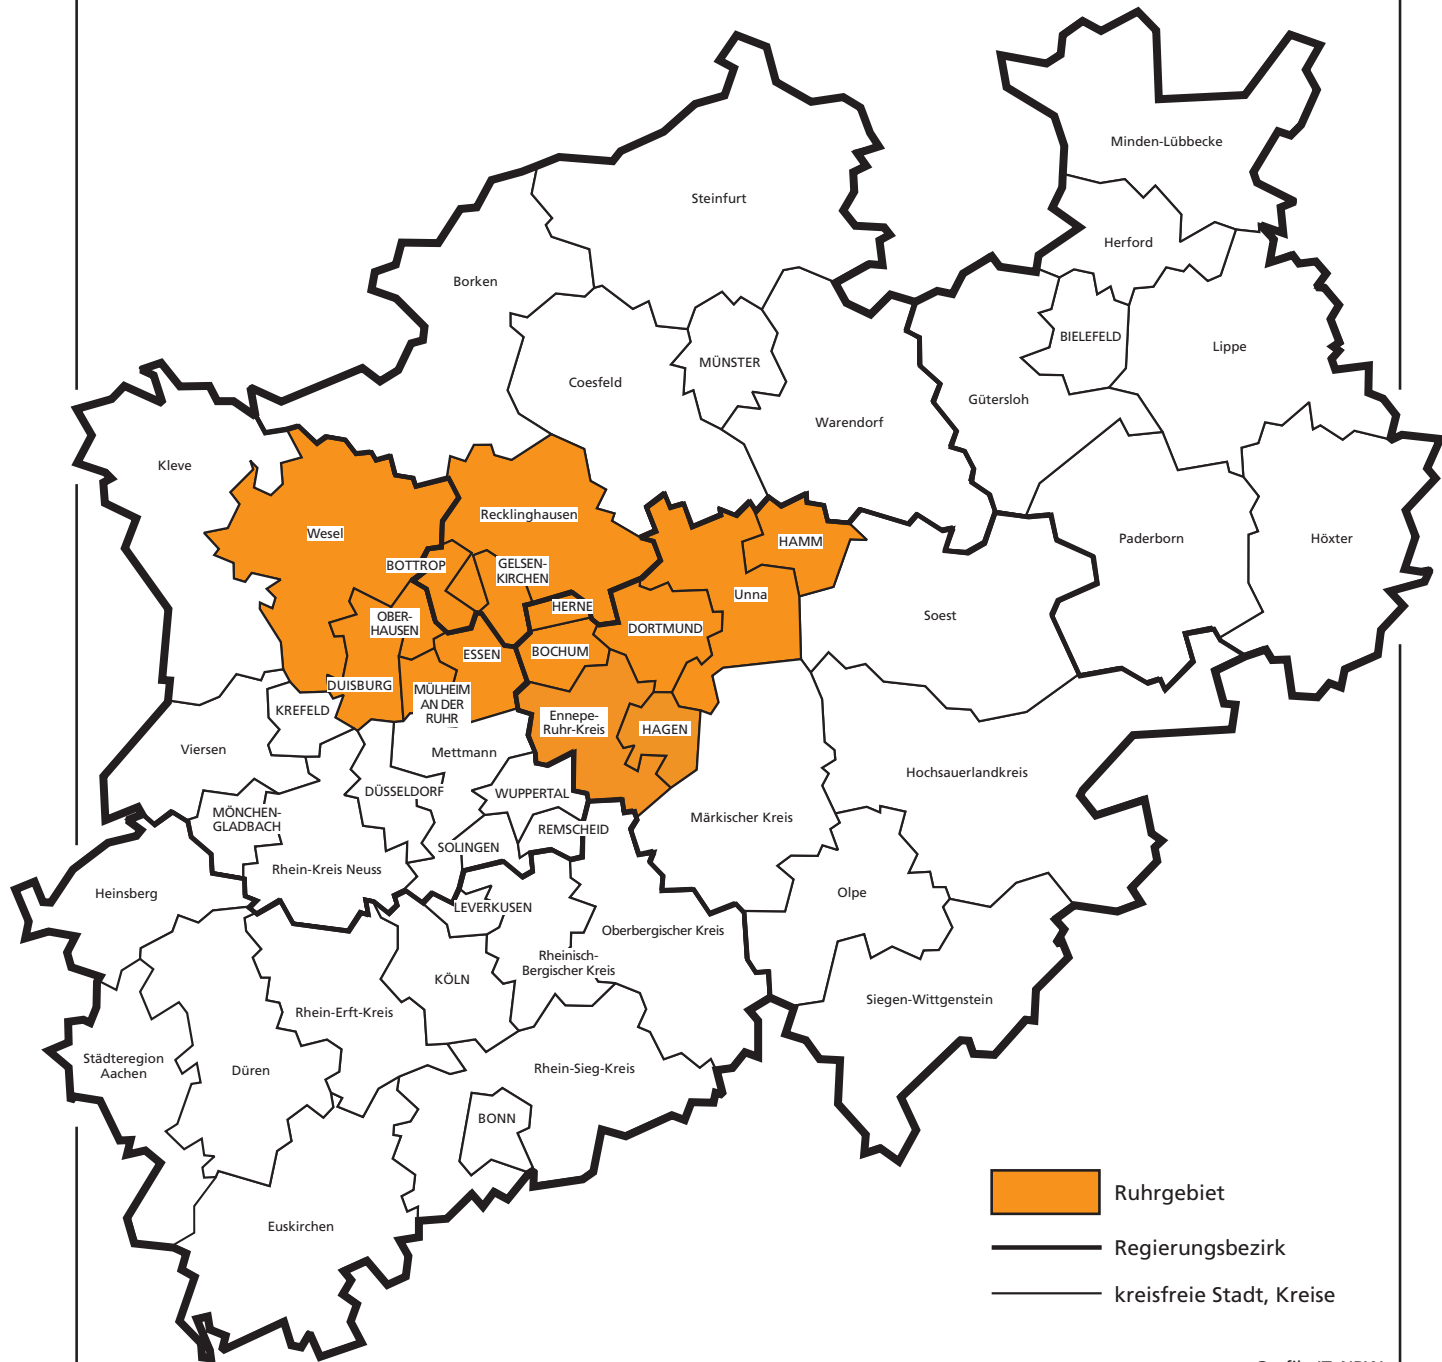 Minden-Lübbecke
Steinfurt
Herford
Borken
BIELEFELD
Lippe
MÜNSTER
Coesfeld
Gütersloh
Warendorf
Kleve
Recklinghausen
Wesel
HAMM
Paderborn
Höxter
BOTTROP
GELSEN-
KIRCHEN
Unna
HERNE
Soest
OBER-
HAUSEN
DORTMUND
ESSEN
BOCHUM
DUISBURG
MÜLHEIM
AN DER
RUHR
KREFELD
Ennepe-
Ruhr-Kreis
HAGEN
Viersen
Mettmann
Hochsauerlandkreis
DÜSSELDORF
WUPPERTAL
MÖNCHEN-
GLADBACH
Märkischer Kreis
REMSCHEID
SOLINGEN
Rhein-Kreis Neuss
Heinsberg
Olpe
LEVERKUSEN
Oberbergischer Kreis
Rheinisch-
Bergischer Kreis
KÖLN
Siegen-Wittgenstein
Rhein-Erft-Kreis
Städteregion
Aachen
Düren
Rhein-Sieg-Kreis
BONN
Euskirchen
Ruhrgebiet
Regierungsbezirk
kreisfreie Stadt, Kreise